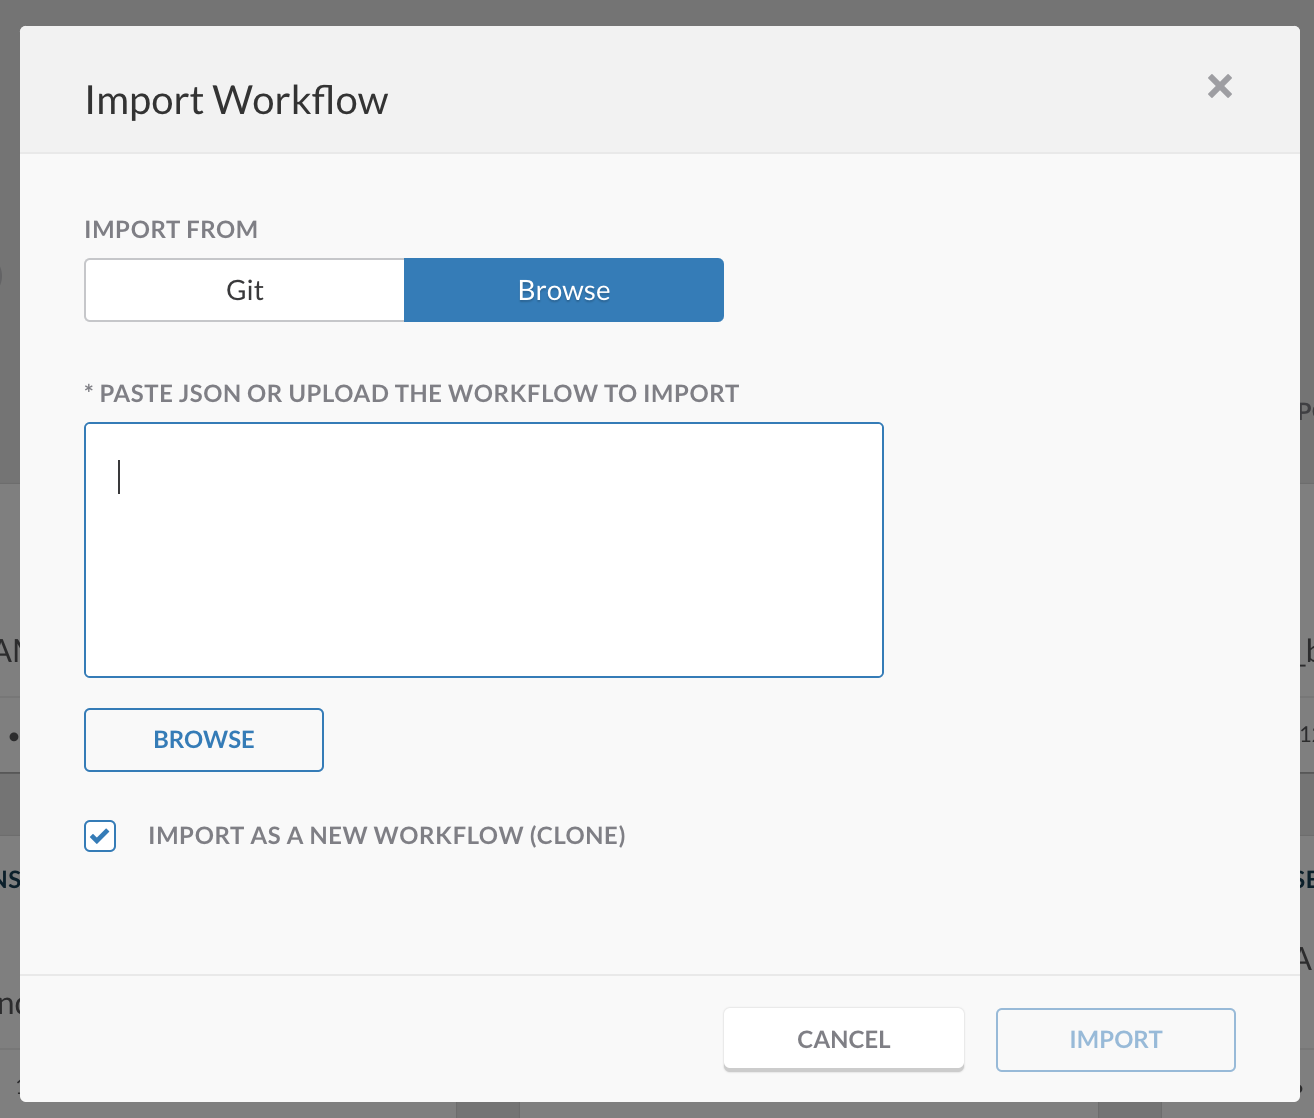 Import Workflow
IMPORT FROM
Git
Browse
* PASTE JSON OR UPLOAD THE WORKFLOW TO IMPORT
BROWSE
IMPORT AS A NEW WORKFLOW (CLONE)
CANCEL
IMPORT